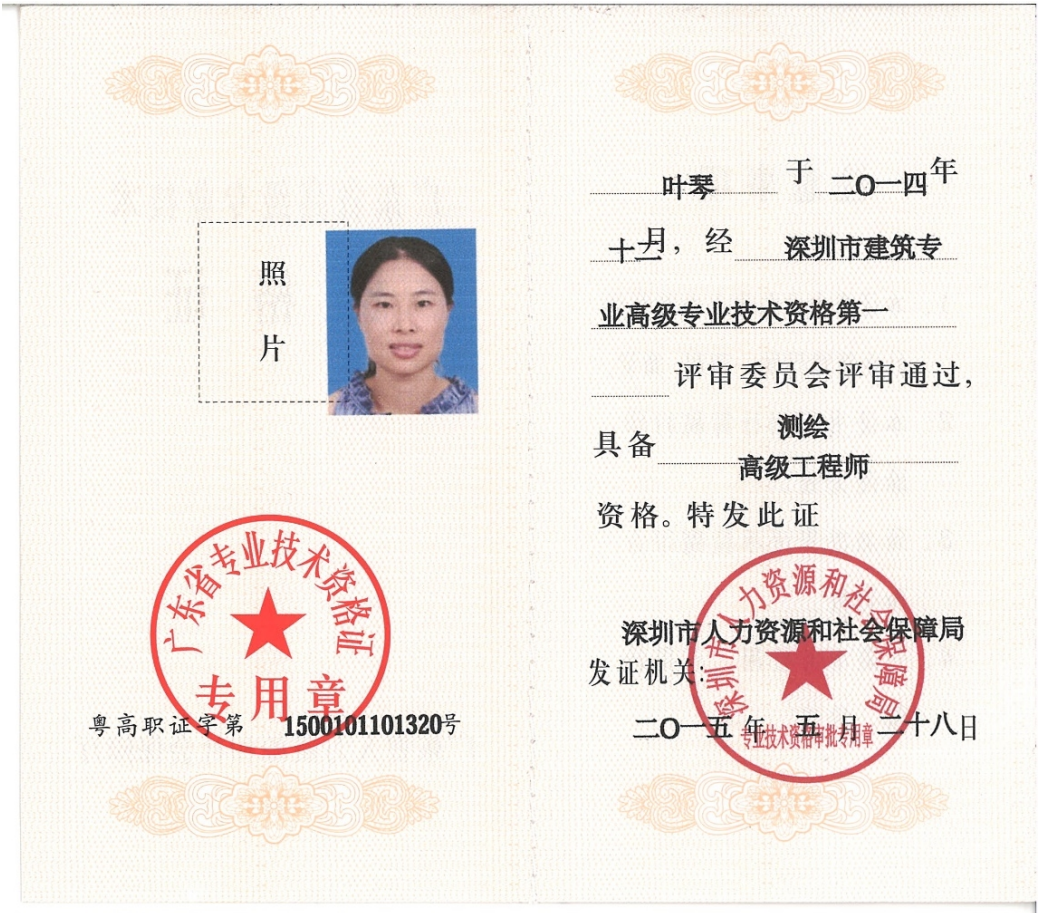 照
片
广东省专业技术资格证
专用章
粤高职证字第 1500101101320号
叶琴 于 二〇一四年
十二月，经 深圳市建筑专
业高级专业技术资格第一
评审委员会评审通过，
测绘
具备
高级工程师
资格。特发此证
深圳市人力资源和社会保障局
深圳市人力资源和社会保障局
发证机关：
二〇一五年 五月 二十八日
专业技术资格审批专用章